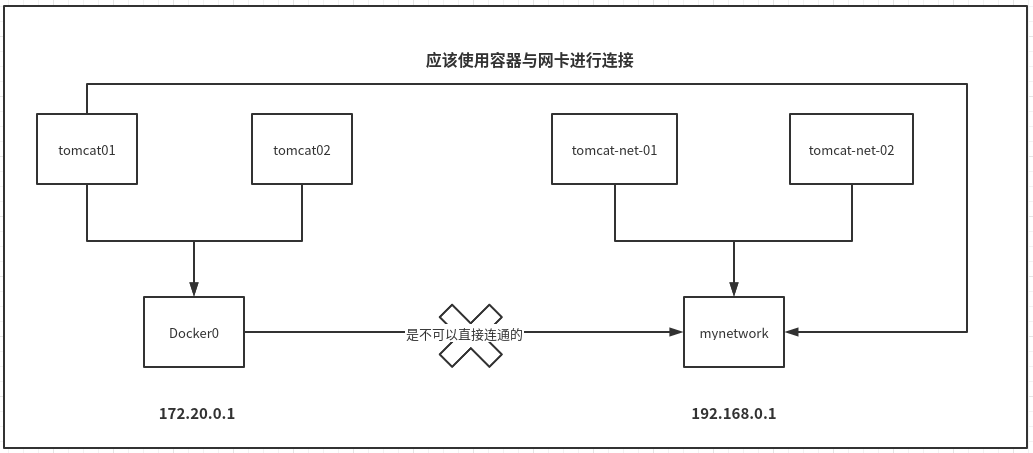 应该使用容器与网卡进行连接
tomcat01
tomcat02
tomcat-net-01
tomcat-net-02
Docker0
是不可以直接连通的
mynetwork
172.20.0.1
192.168.0.1